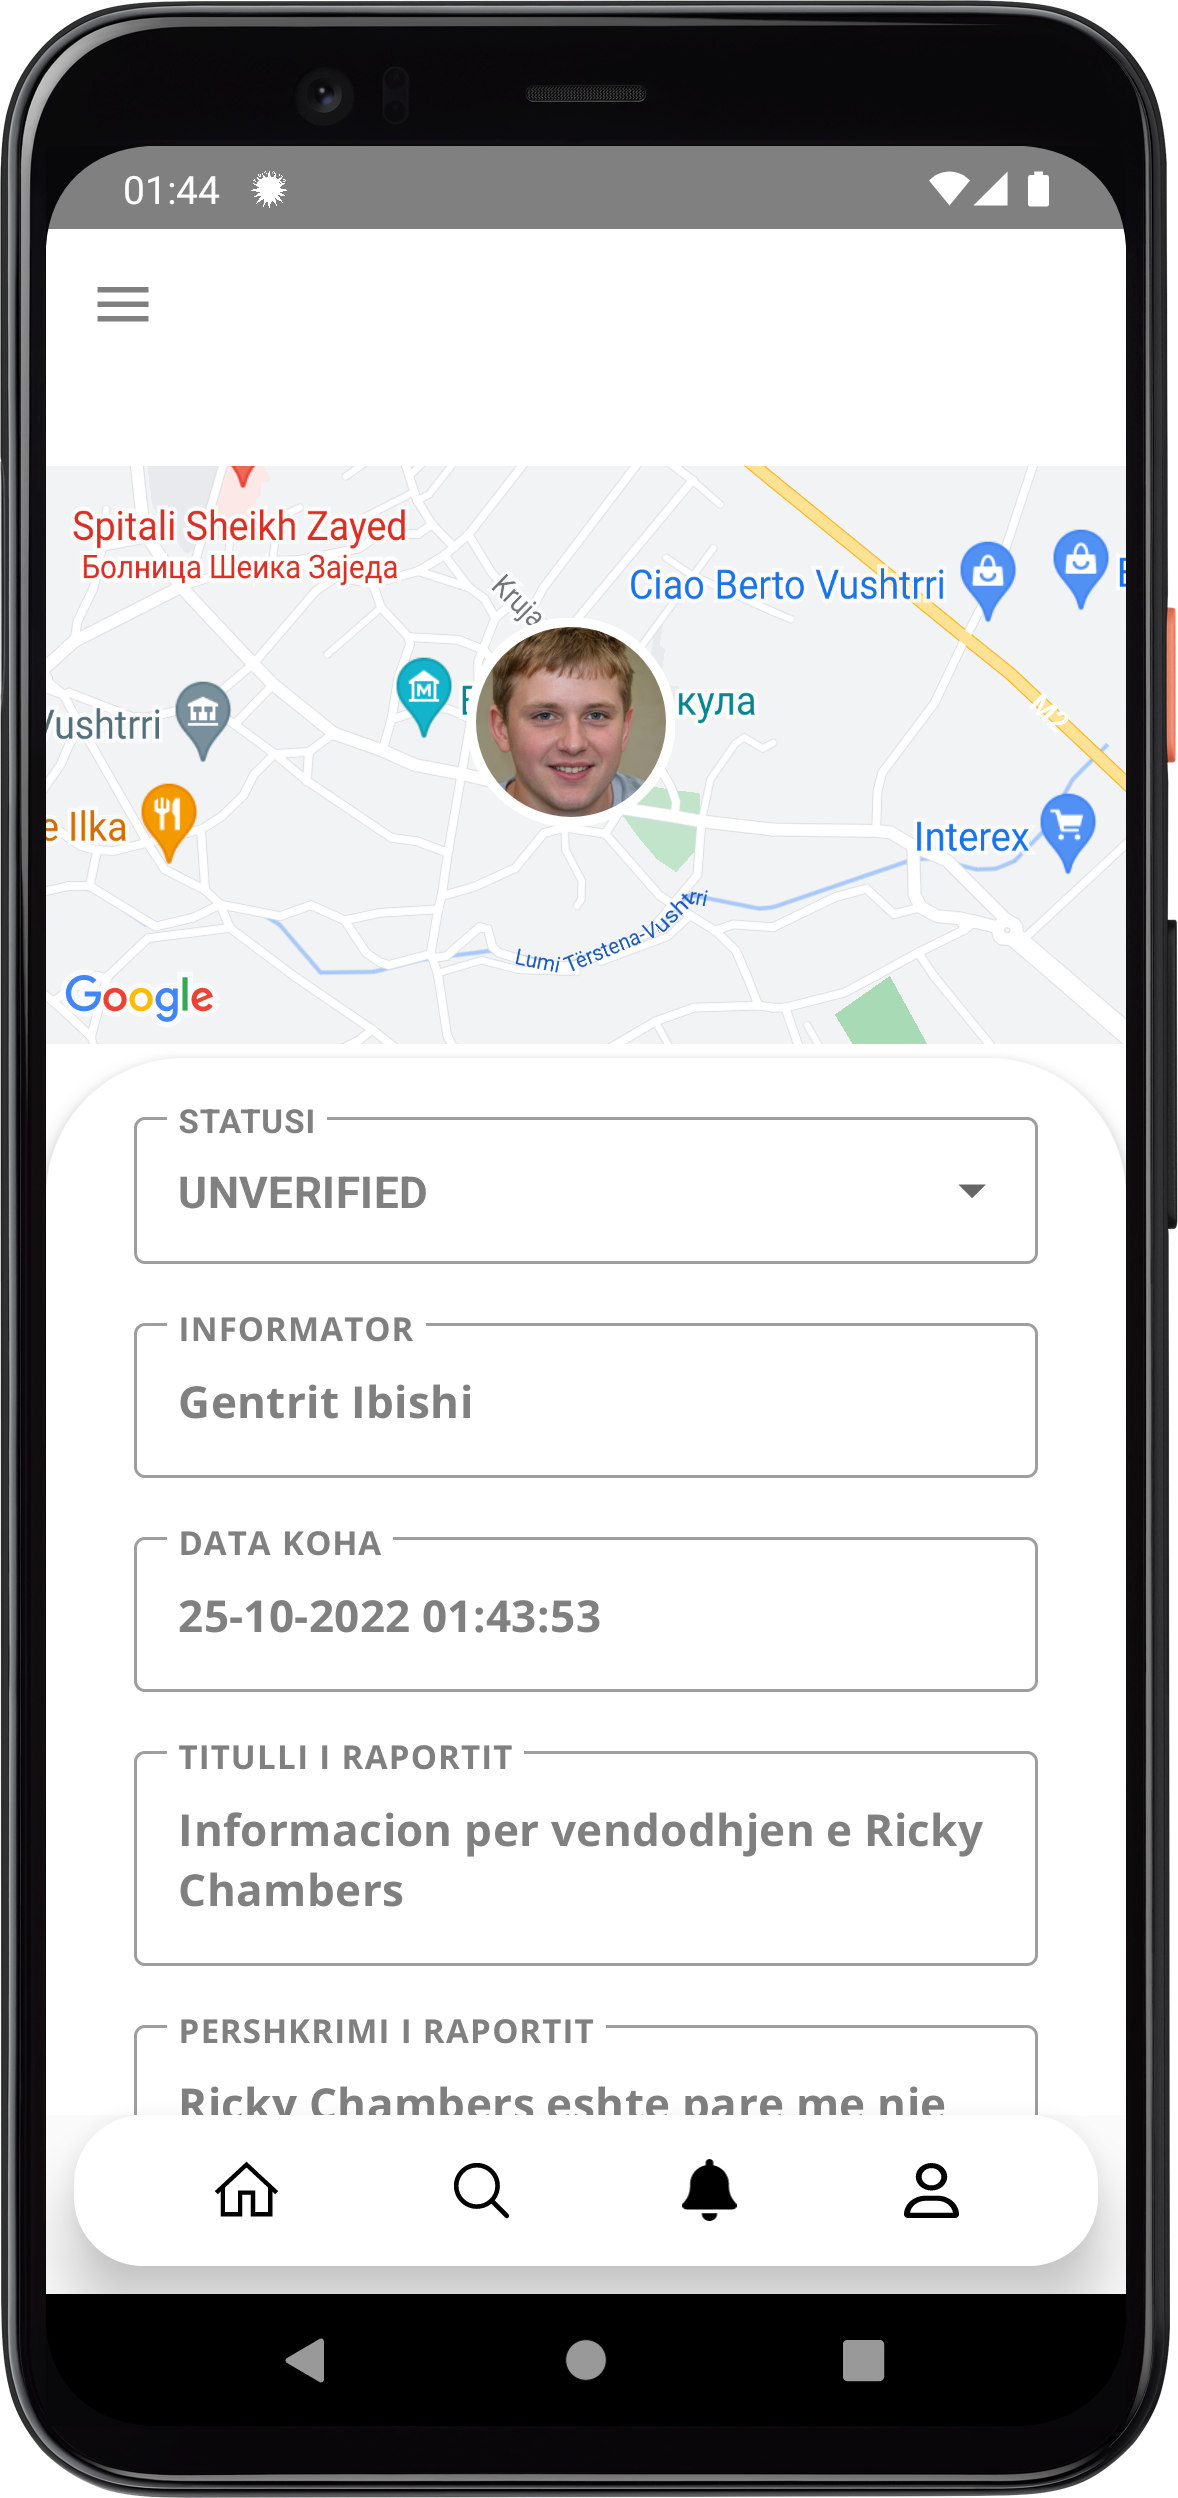 01:44
Spitali Sheikh Zayed
Болница Шеика Заједа
Kruja
Ciao Berto Vushtrri
кула
Vushtrri
M2
e Ilka
Interex
Lumi Tërstena-Vushtrri
Google
STATUSI
UNVERIFIED
INFORMATOR
Gentrit Ibishi
DATA KOHA
25-10-2022 01:43:53
TITULLI I RAPORTIT
Informacion per vendodhjen e Ricky
Chambers
PERSHKRIMI I RAPORTIT
Ricky Chambers eshte pare me nje